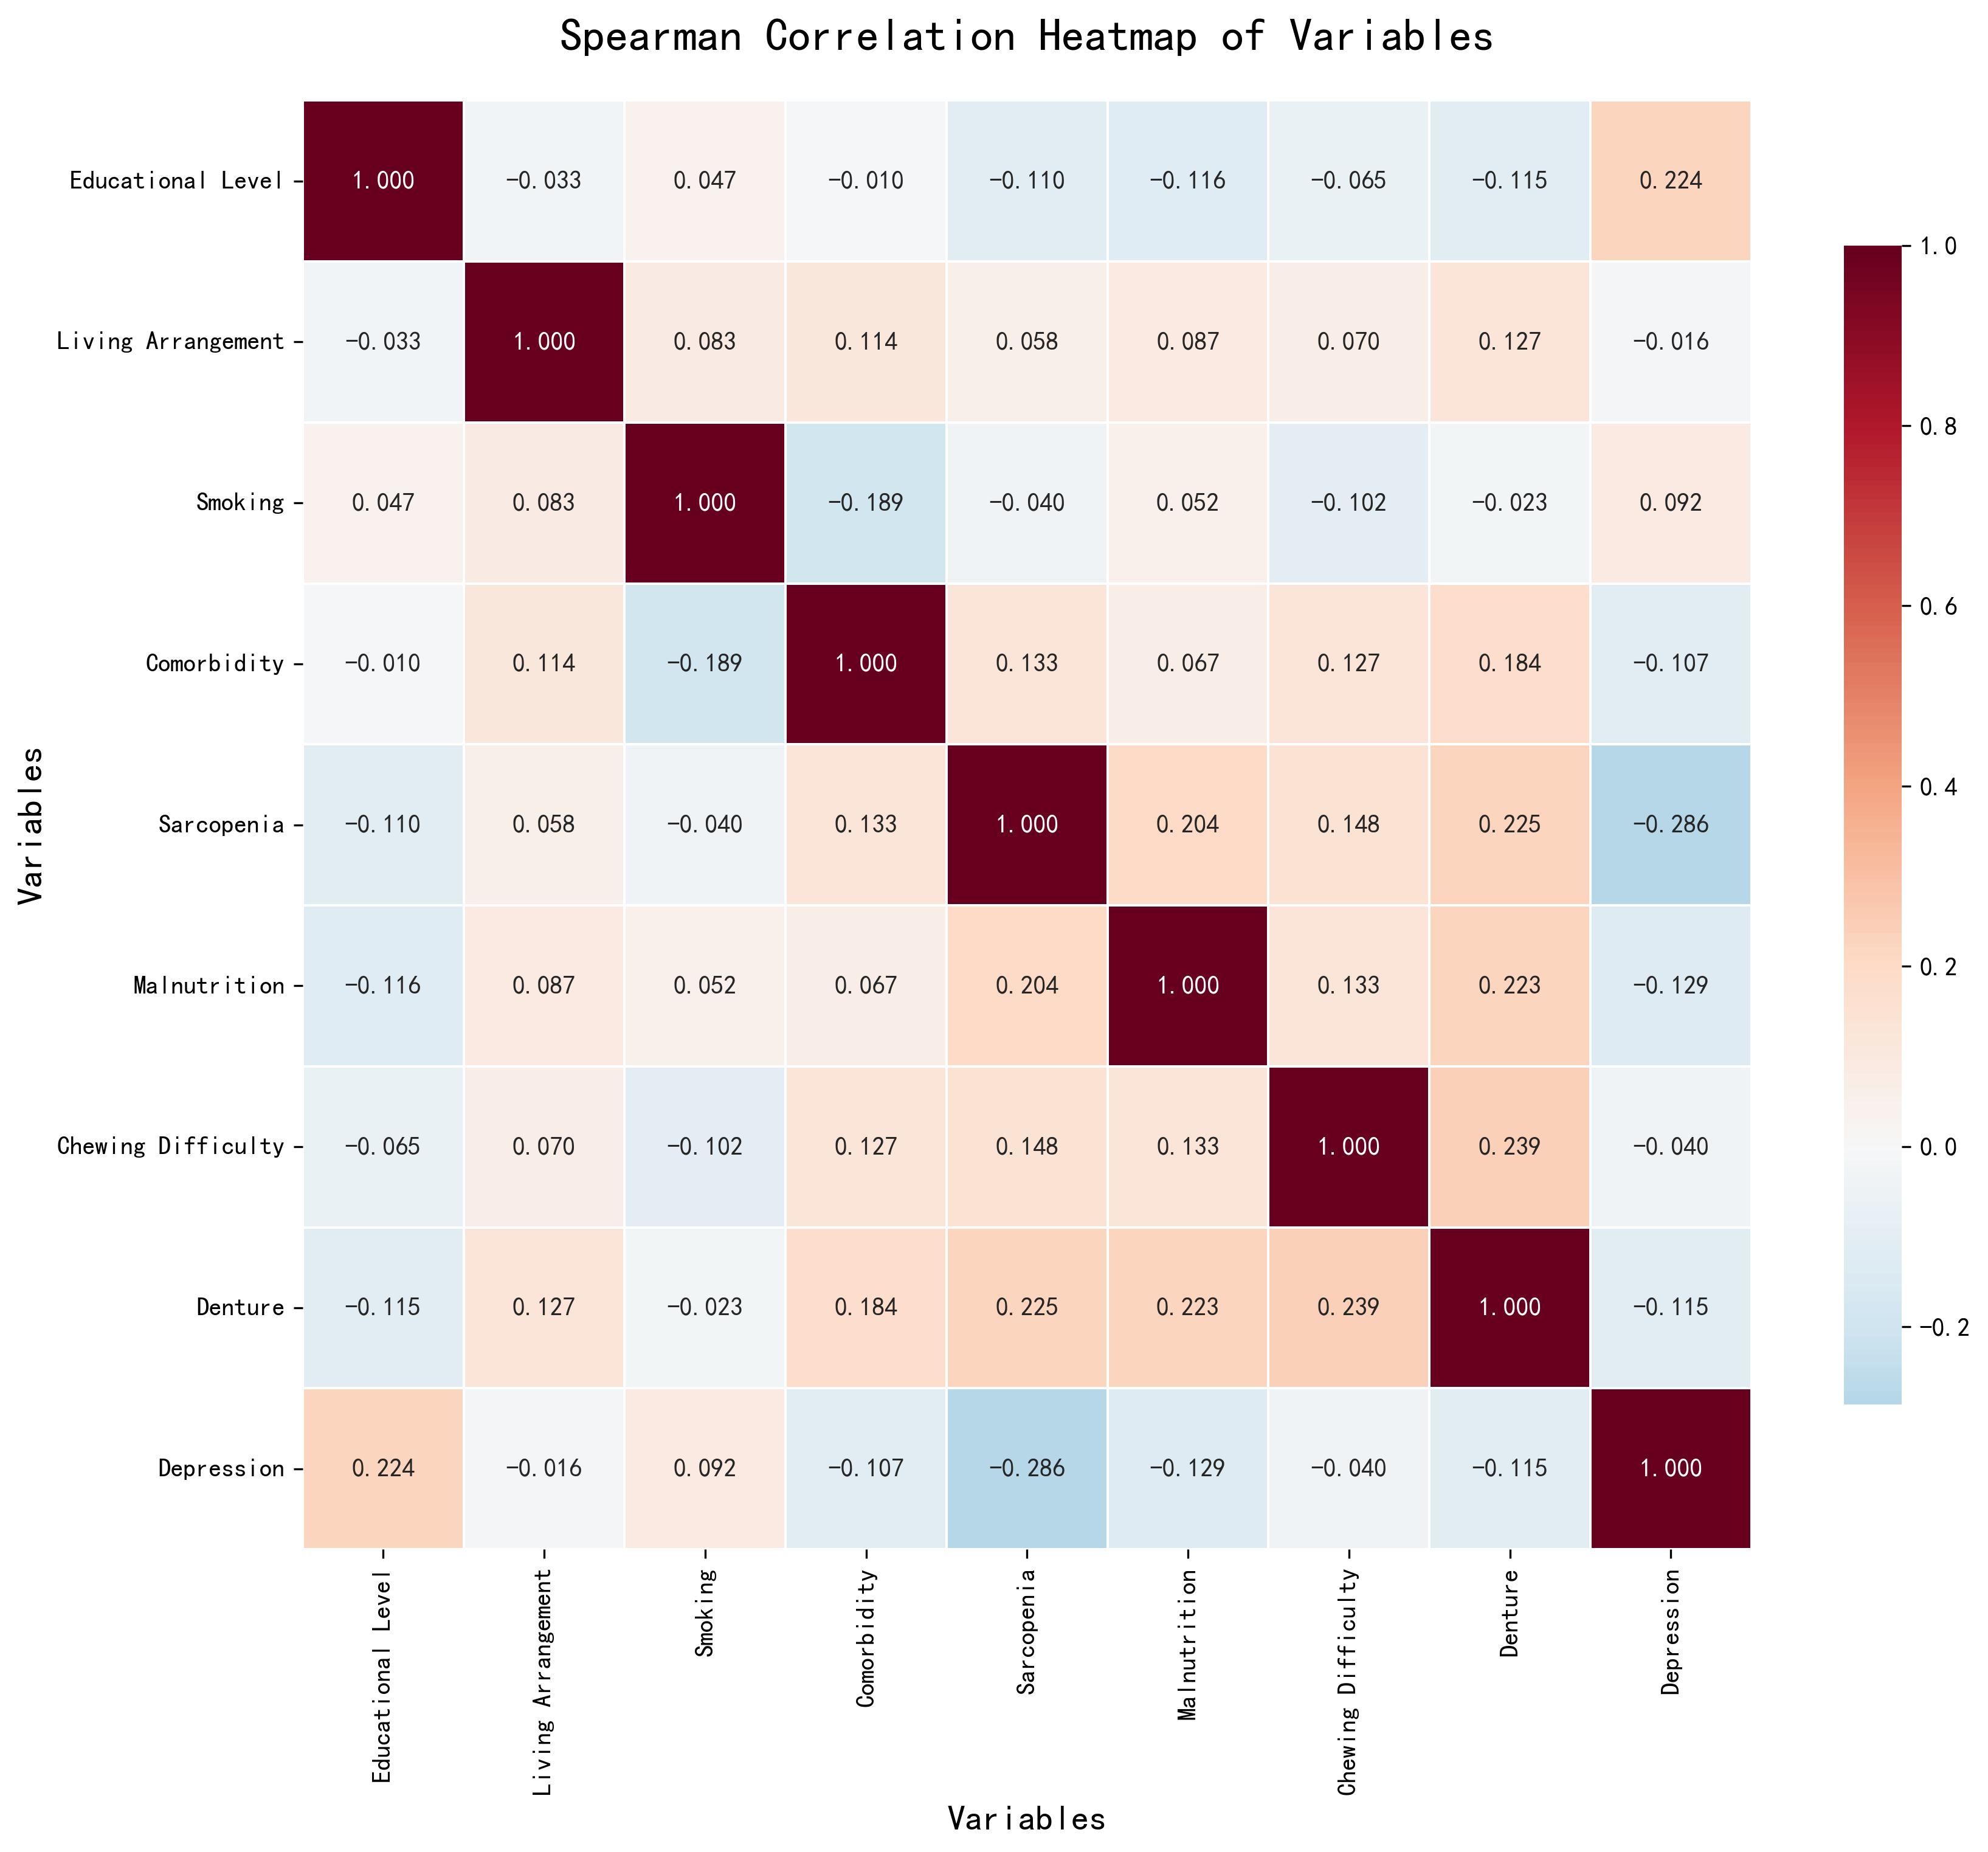 Spearman Correlation Heatmap of Variables
Variables
Educational Level 1.000 −0.033 0.047 −0.010 −0.110 −0.116 −0.065 −0.115 0.224
Living Arrangement −0.033 1.000 0.083 0.114 0.058 0.087 0.070 0.127 −0.016
Smoking 0.047 0.083 1.000 −0.189 −0.040 0.052 −0.102 −0.023 0.092
Comorbidity −0.010 0.114 −0.189 1.000 0.133 0.067 0.127 0.184 −0.107
Sarcopenia −0.110 0.058 −0.040 0.133 1.000 0.204 0.148 0.225 −0.286
Malnutrition −0.116 0.087 0.052 0.067 0.204 1.000 0.133 0.223 −0.129
Chewing Difficulty −0.065 0.070 −0.102 0.127 0.148 0.133 1.000 0.239 −0.040
Denture −0.115 0.127 −0.023 0.184 0.225 0.223 0.239 1.000 −0.115
Depression 0.224 −0.016 0.092 −0.107 −0.286 −0.129 −0.040 −0.115 1.000
Educational Level
Living Arrangement
Smoking
Comorbidity
Sarcopenia
Malnutrition
Chewing Difficulty
Denture
Depression
Variables
1.0
0.8
0.6
0.4
0.2
0.0
−0.2